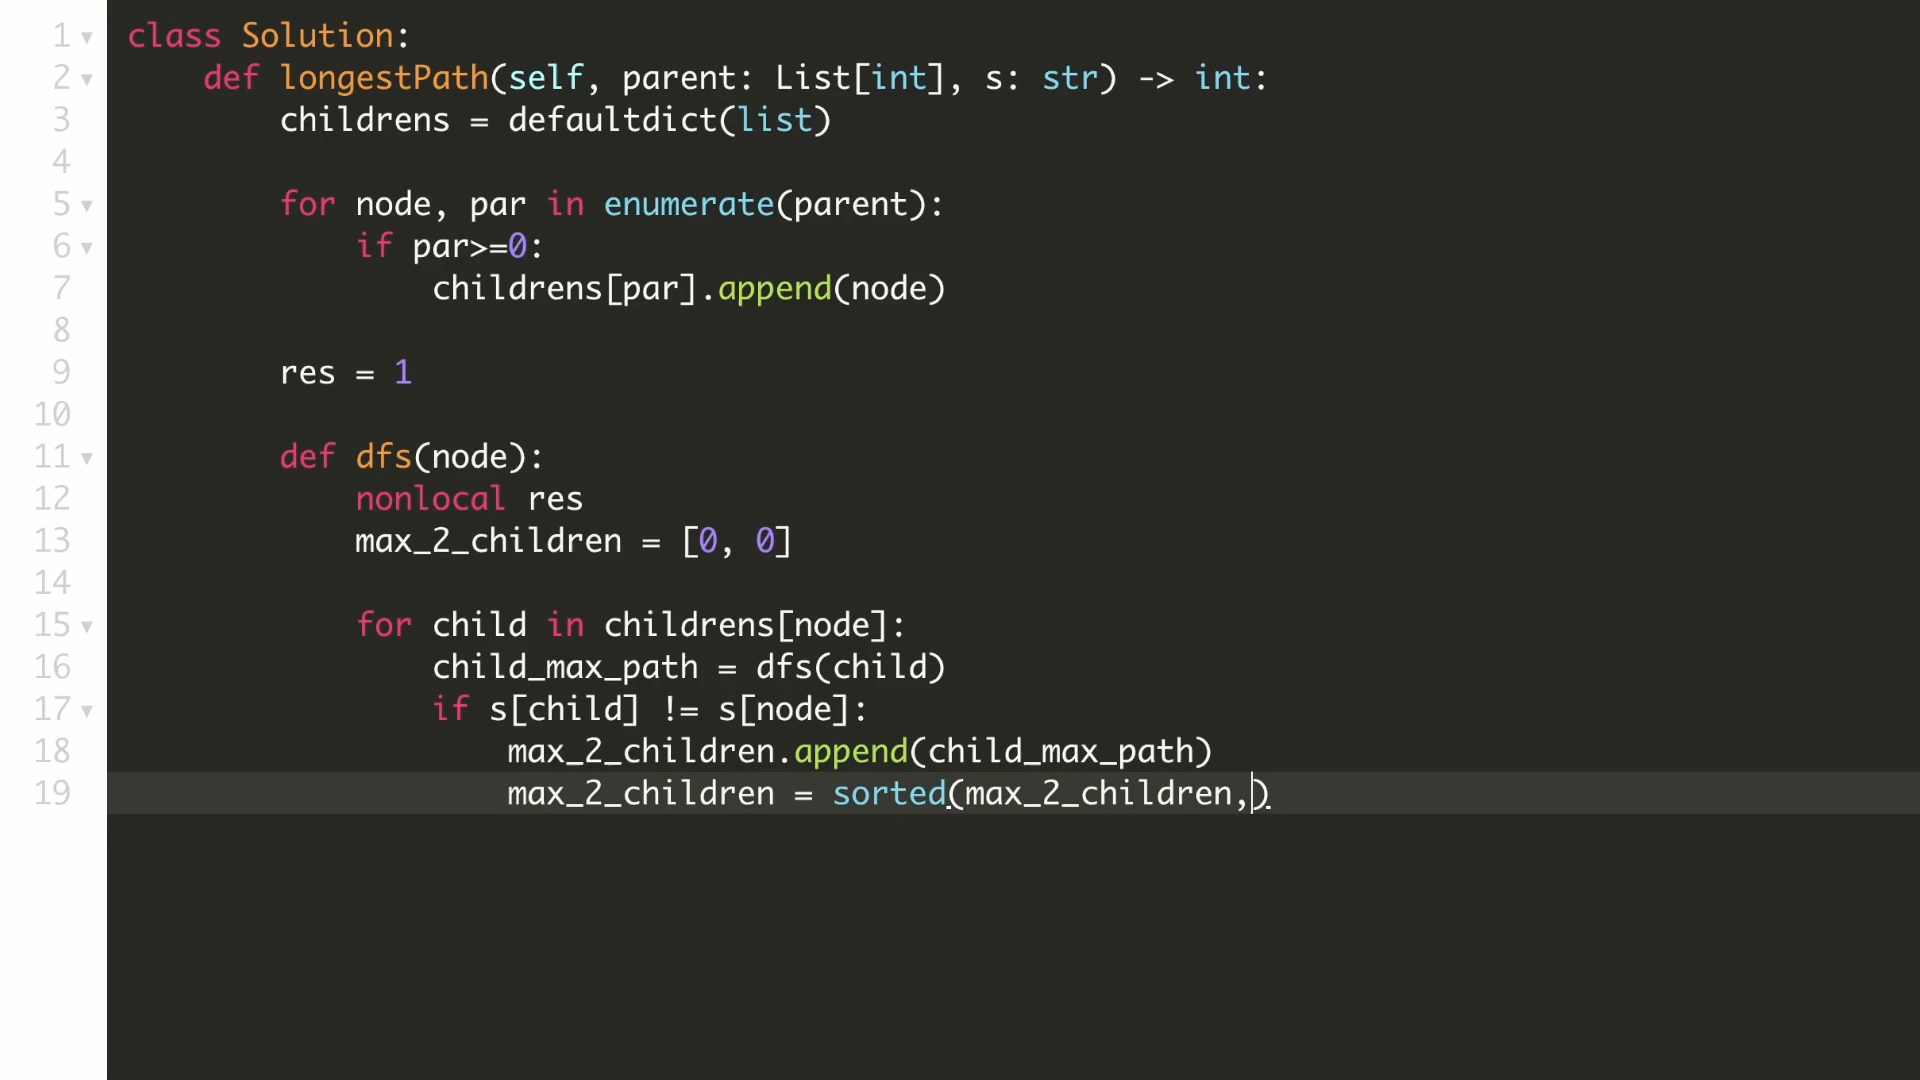 1 class Solution:
2 def longestPath(self, parent: List[int], s: str) -> int:
3 childrens = defaultdict(list)
4
5 for node, par in enumerate(parent):
6 if par>=0:
7 childrens[par].append(node)
8
9 res = 1
10
11 def dfs(node):
12 nonlocal res
13 max_2_children = [0, 0]
14
15 for child in childrens[node]:
16 child_max_path = dfs(child)
17 if s[child] != s[node]:
18 max_2_children.append(child_max_path)
19 max_2_children = sorted(max_2_children,)